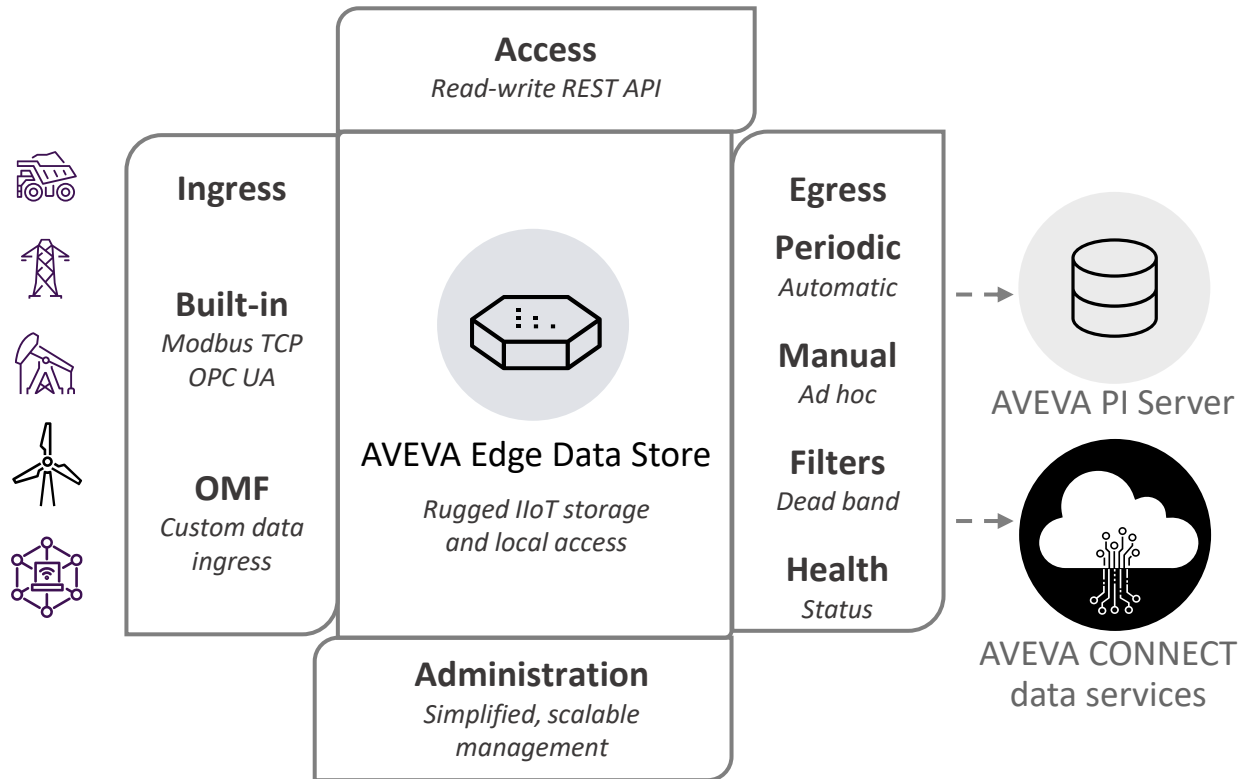 Access
Read-write REST API
Ingress
Built-in
Modbus TCP
OPC UA
OMF
Custom data
ingress
AVEVA Edge Data Store
Rugged IIoT storage
and local access
Egress
Periodic
Automatic
Manual
Ad hoc
Filters
Dead band
Health
Status
AVEVA PI Server
AVEVA CONNECT
data services
Administration
Simplified, scalable
management